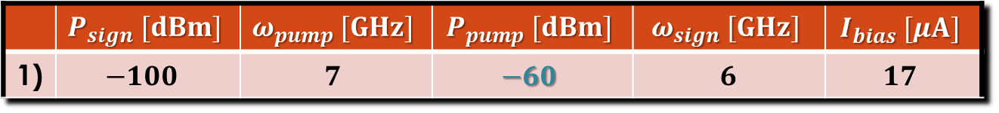 P_sign [dBm] ω_pump [GHz] P_pump [dBm] ω_sign [GHz] I_bias [μA]
1) −100 7 −60 6 17